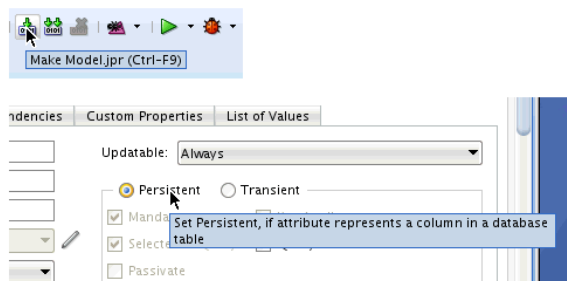 Make Model.jpr (Ctrl-F9)
ndencies Custom Properties List of Values
Updatable: Always
Persistent Transient
Manda
Set Persistent, if attribute represents a column in a database
Selecte
table
Passivate